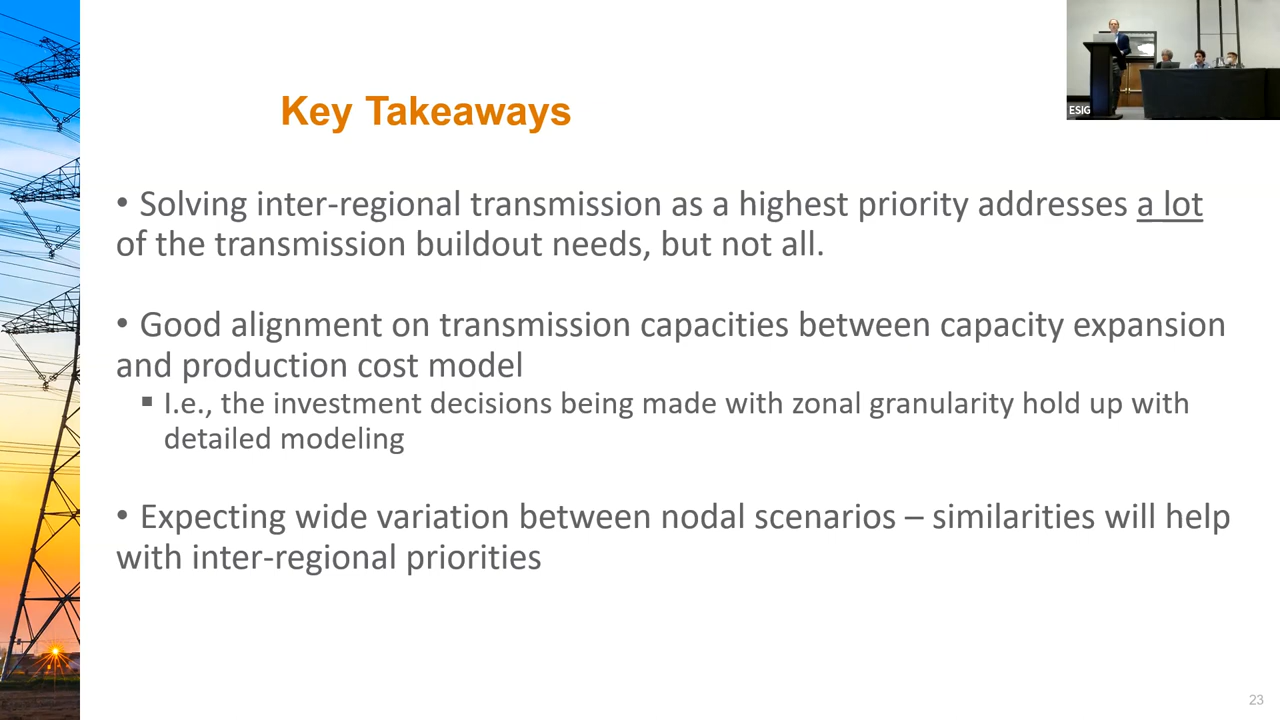 ESIG
Key Takeaways
• Solving inter-regional transmission as a highest priority addresses a lot
of the transmission buildout needs, but not all.
• Good alignment on transmission capacities between capacity expansion
and production cost model
▪ I.e., the investment decisions being made with zonal granularity hold up with
detailed modeling
• Expecting wide variation between nodal scenarios – similarities will help
with inter-regional priorities
23